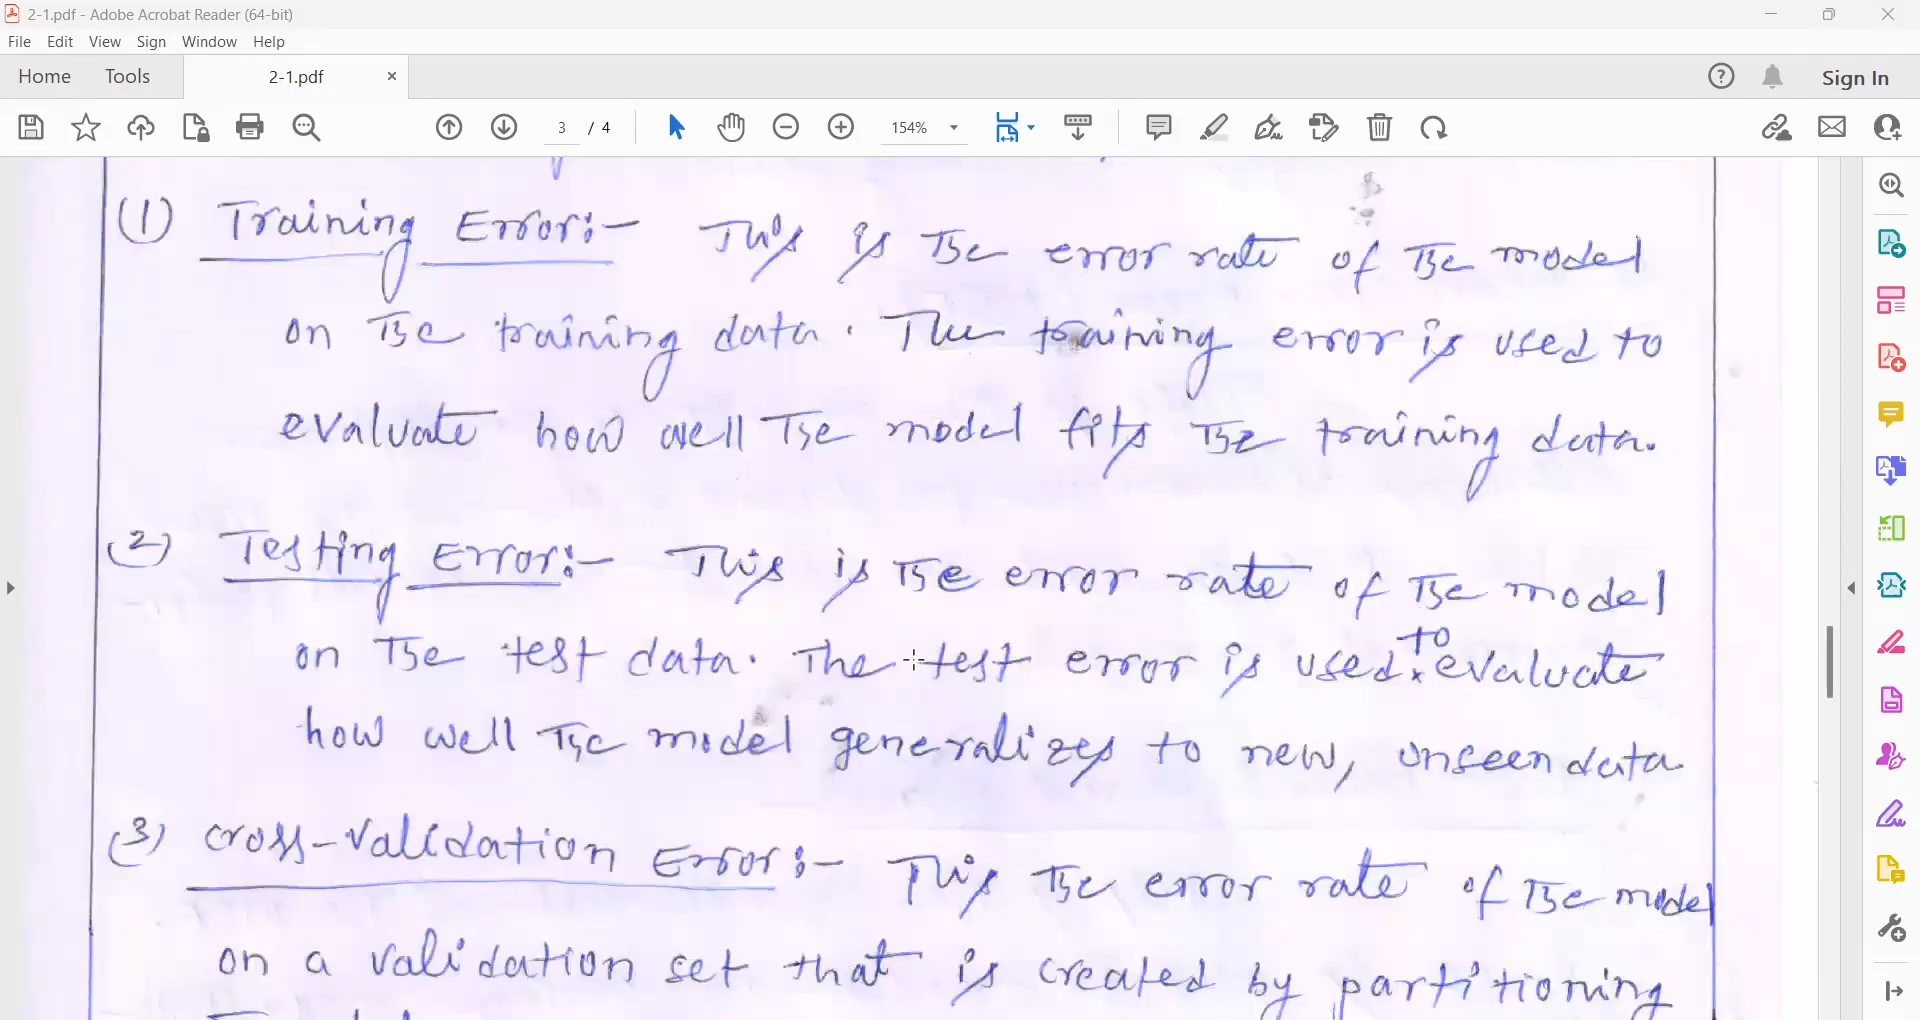 2-1.pdf - Adobe Acrobat Reader (64-bit)
File Edit View Sign Window Help
Home Tools 2-1.pdf × Sign In
3 / 4 154%
(1) Training Error:- This is the error rate of the model
on the training data. The training error is used to
evaluate how well the model fits the training data.
(2) Testing Error:- This is the error rate of the model
on the test data. The test error is used to evaluate
how well the model generalizes to new, unseen data
(3) cross-validation Error:- This the error rate of the model
on a validation set that is created by partitioning